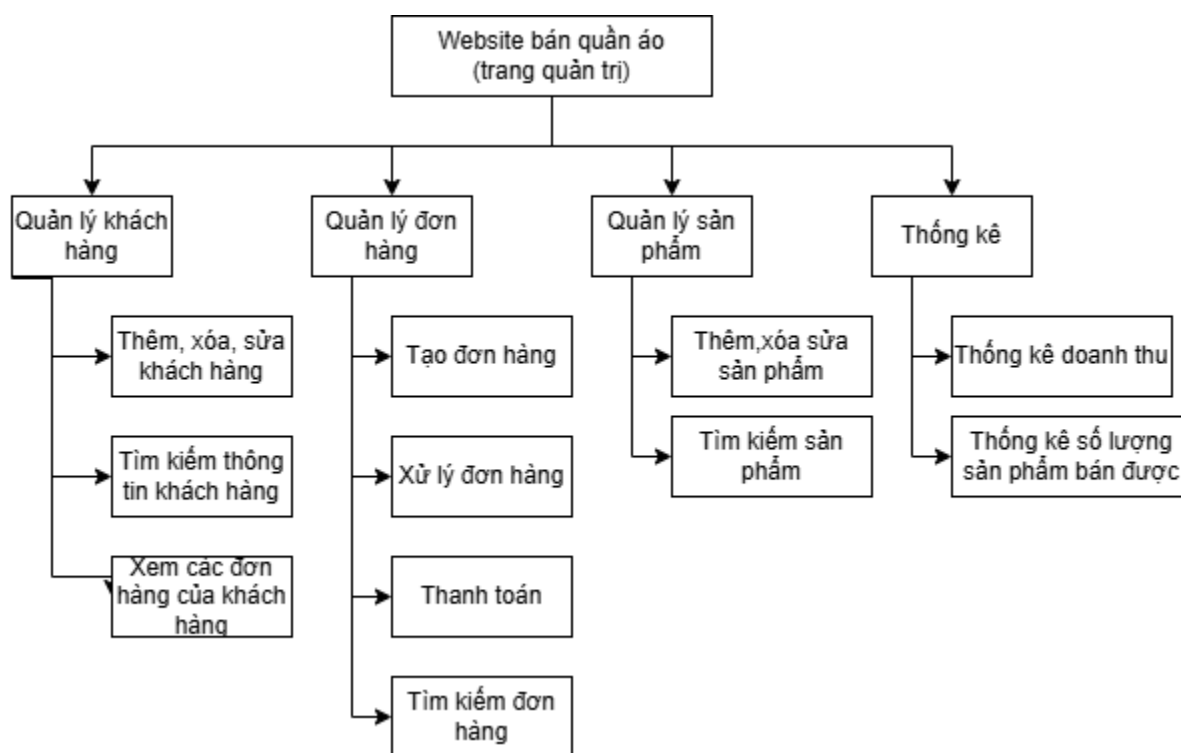 Website bán quần áo
(trang quản trị)
Quản lý khách
hàng
Quản lý đơn
hàng
Quản lý sản
phẩm
Thống kê
Thêm, xóa, sửa
khách hàng
Tìm kiếm thông
tin khách hàng
Xem các đơn
hàng của khách
hàng
Tạo đơn hàng
Xử lý đơn hàng
Thanh toán
Tìm kiếm đơn
hàng
Thêm,xóa sửa
sản phẩm
Tìm kiếm sản
phẩm
Thống kê doanh thu
Thống kê số lượng
sản phẩm bán được